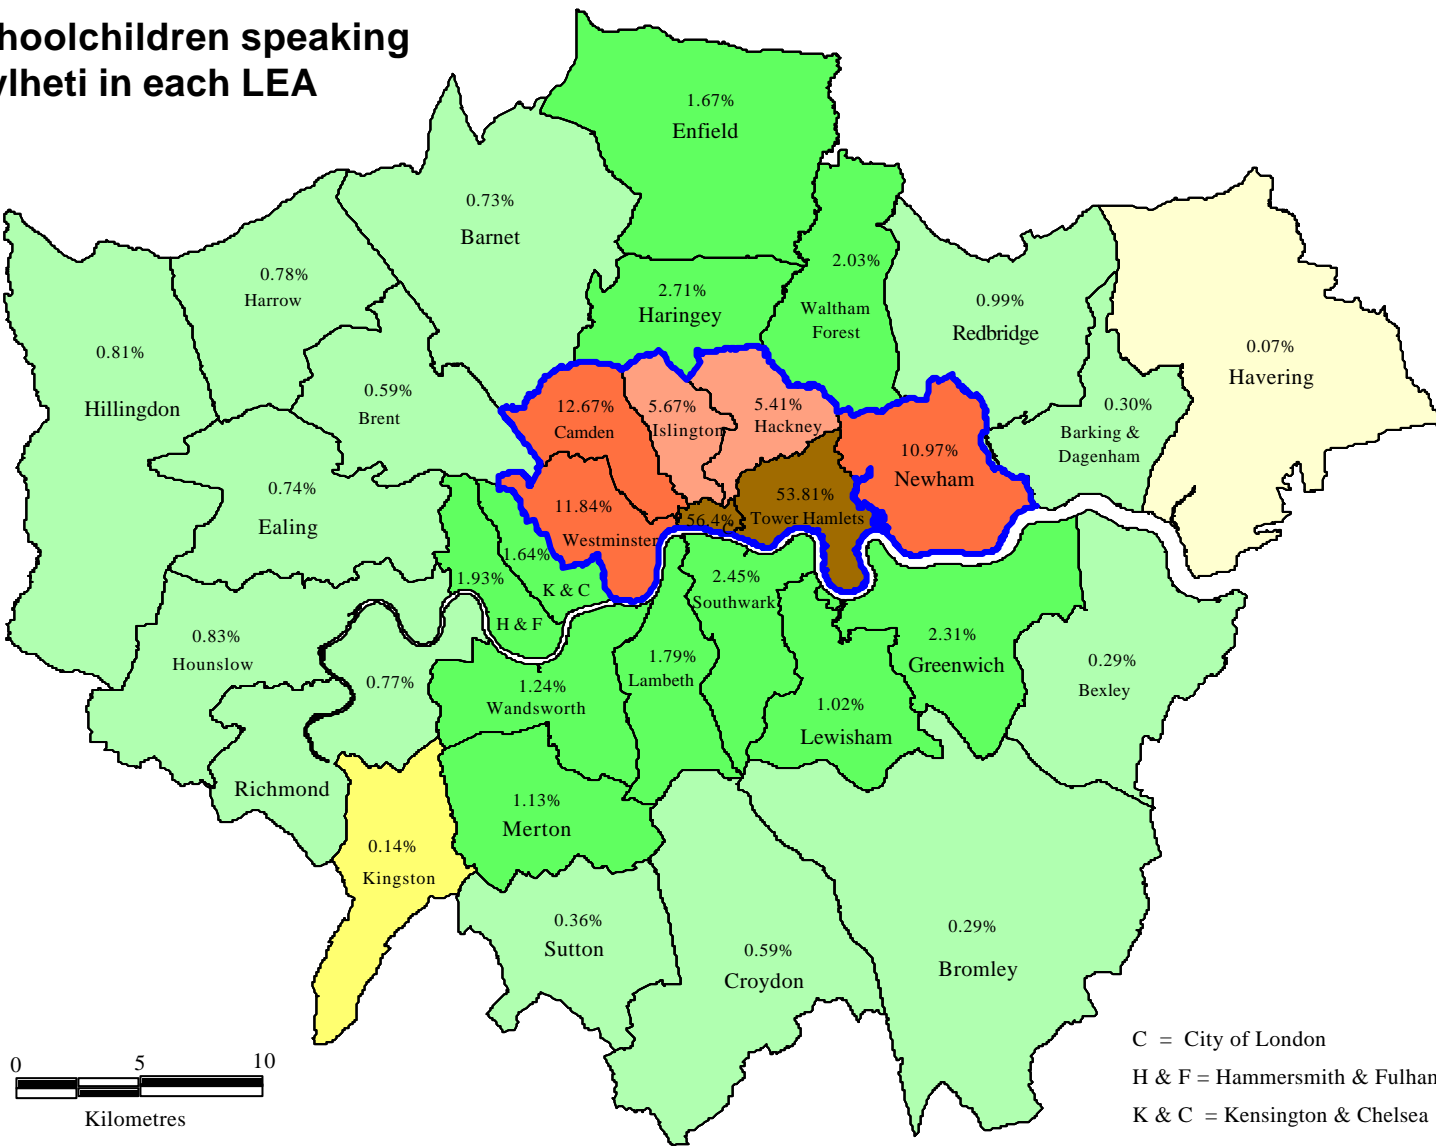 hoolchildren speaking
ylheti in each LEA
1.67%
Enfield
0.73%
Barnet
0.78%
Harrow
2.03%
Waltham
Forest
2.71%
Haringey
0.99%
Redbridge
0.07%
Havering
0.81%
Hillingdon
0.59%
Brent
12.67%
Camden
5.67%
Islington
5.41%
Hackney
0.30%
Barking &
Dagenham
10.97%
Newham
0.74%
Ealing
11.84%
Westminster
56.4%
53.81%
Tower Hamlets
1.64%
K & C
1.93%
H & F
2.45%
Southwark
0.83%
Hounslow
0.77%
Richmond
1.24%
Wandsworth
1.79%
Lambeth
1.02%
Lewisham
2.31%
Greenwich
0.29%
Bexley
1.13%
Merton
0.14%
Kingston
0.36%
Sutton
0.59%
Croydon
0.29%
Bromley
0 5 10
Kilometres
C = City of London
H & F = Hammersmith & Fulham
K & C = Kensington & Chelsea